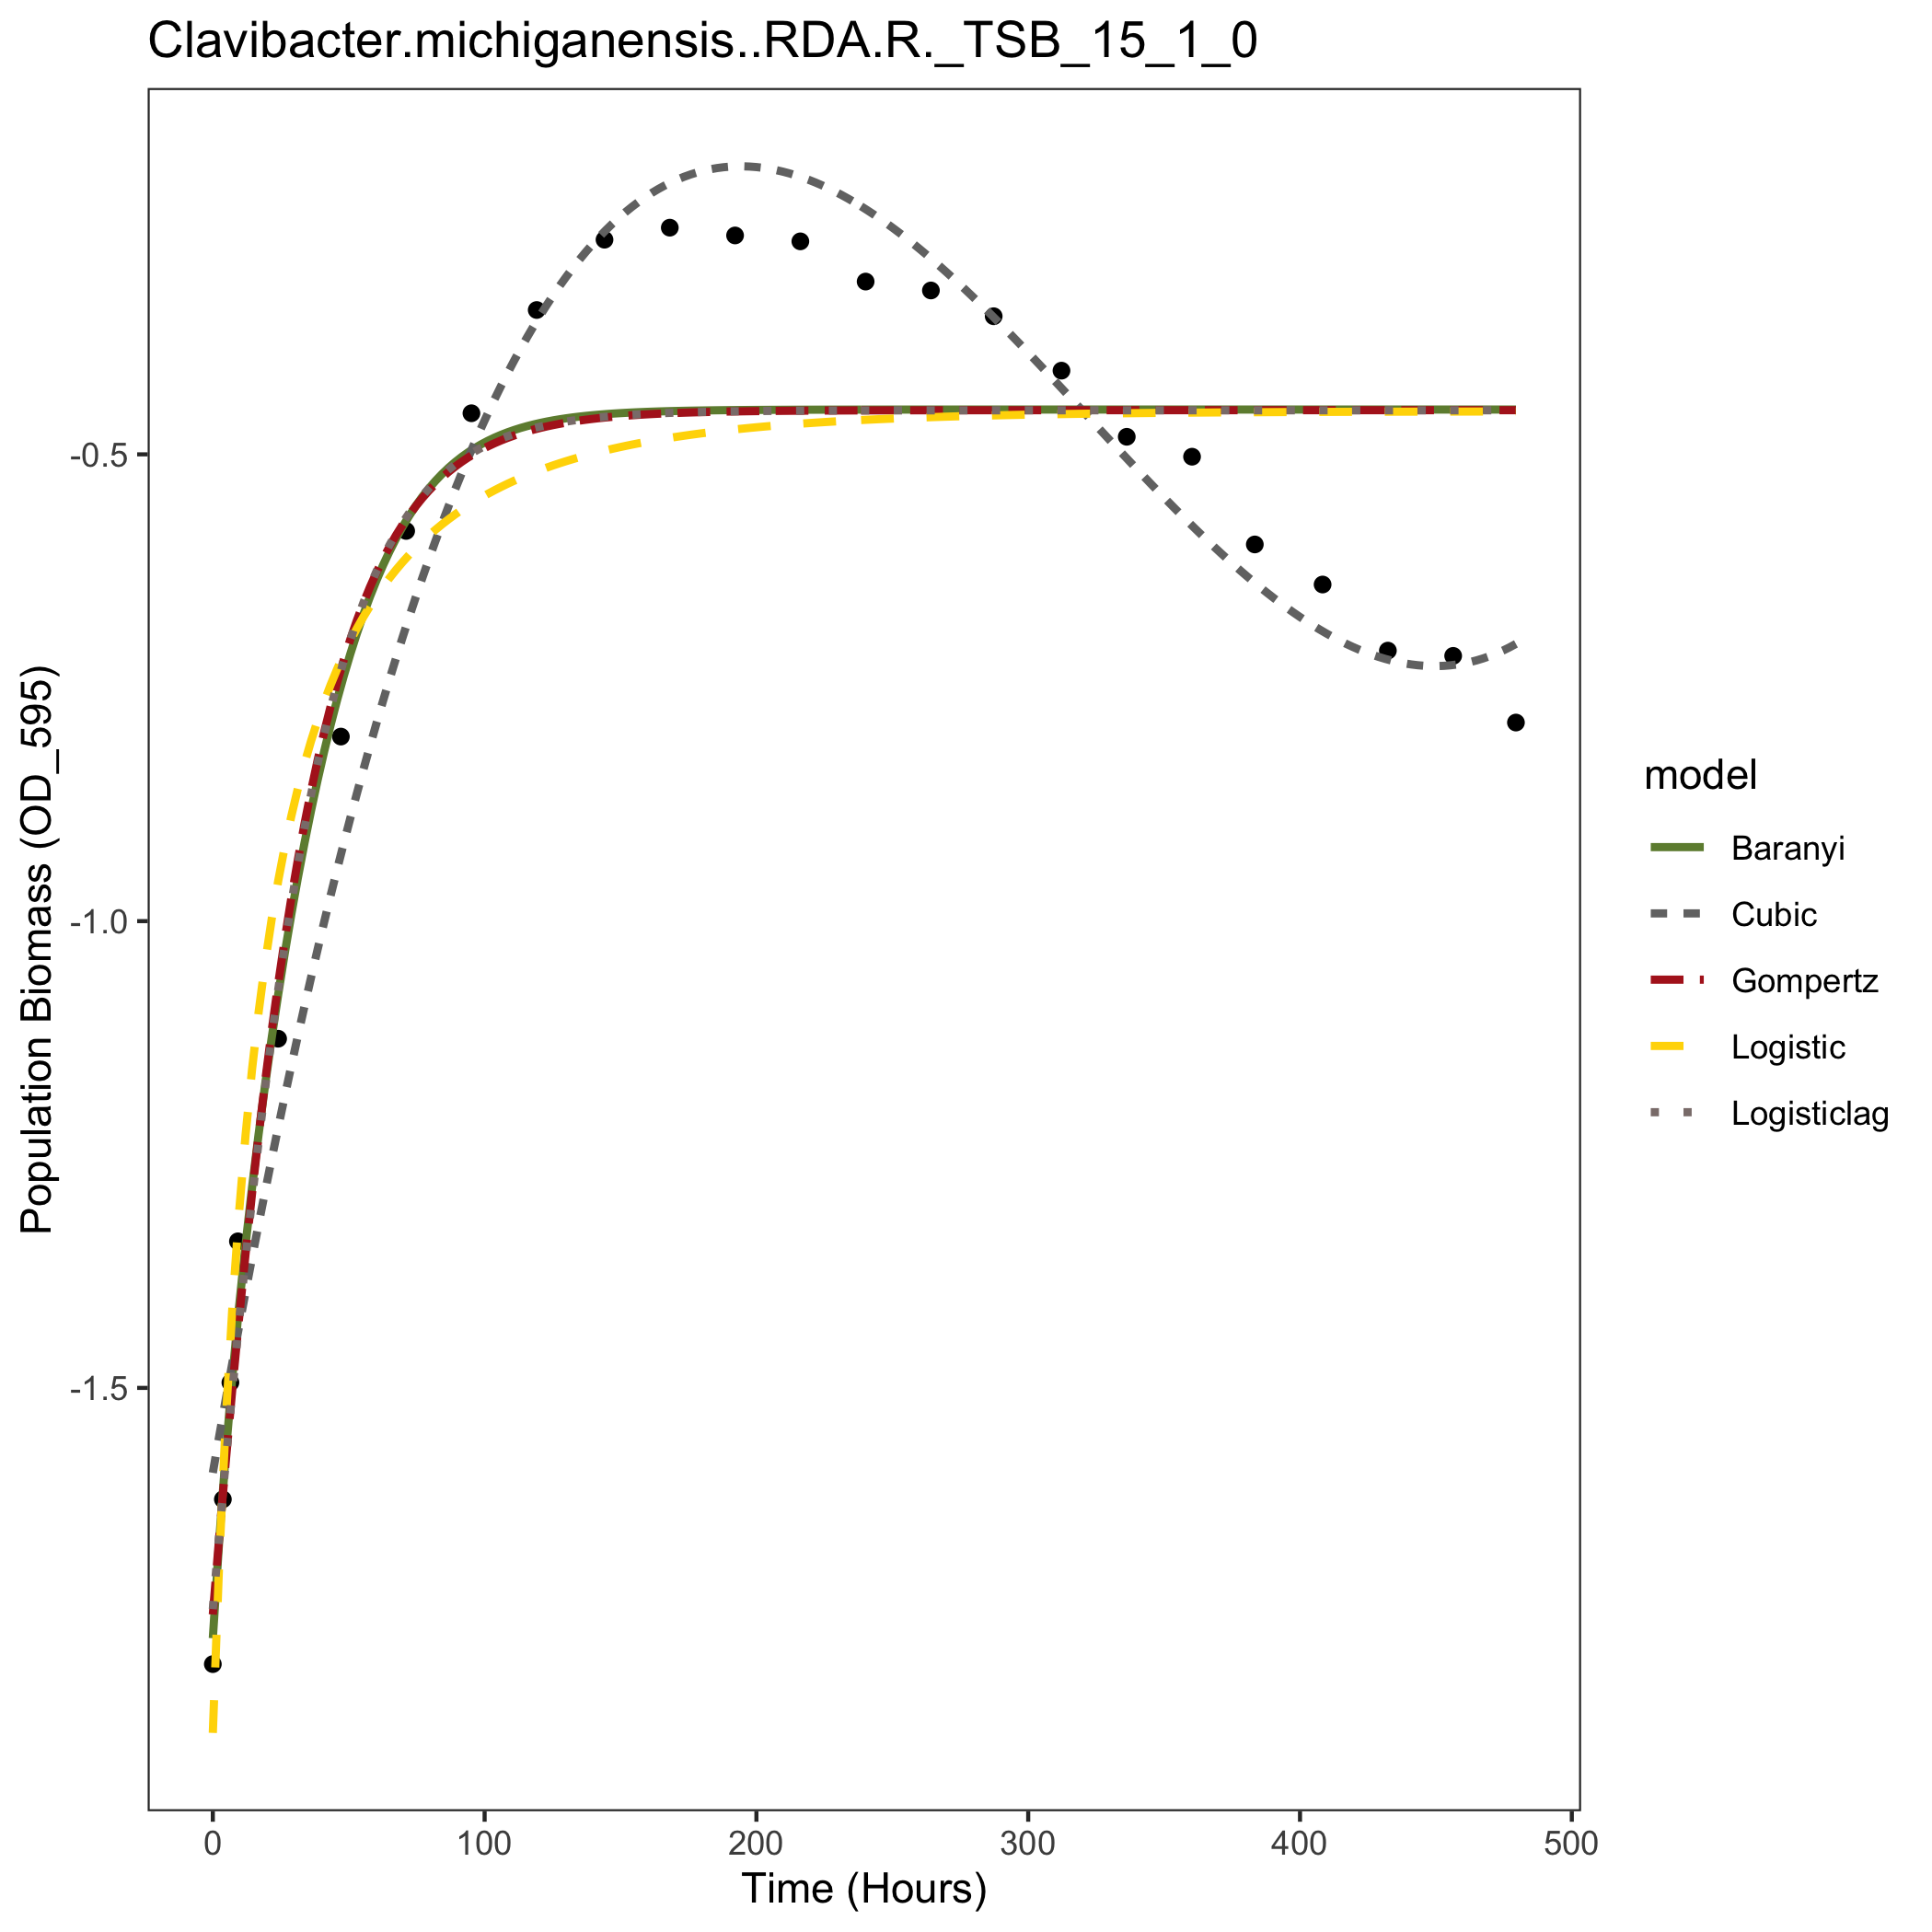 Clavibacter.michiganensis..RDA.R._TSB_15_1_0
Population Biomass (OD_595)
-0.5
-1.0
-1.5
0 100 200 300 400 500
Time (Hours)
model
Baranyi
Cubic
Gompertz
Logistic
Logisticlag